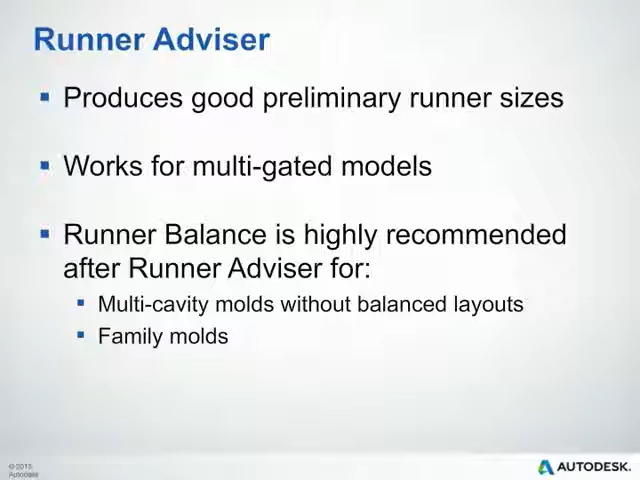 Runner Adviser
▪ Produces good preliminary runner sizes
▪ Works for multi-gated models
▪ Runner Balance is highly recommended
after Runner Adviser for:
▪ Multi-cavity molds without balanced layouts
▪ Family molds
Autodesk
AUTODESK.